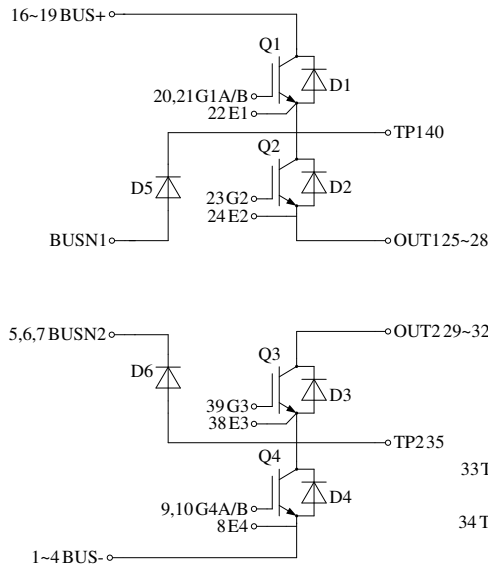 16~19 BUS+
Q1
D1
20,21 G1A/B
22 E1
TP1 40
Q2
D5
D2
23 G2
24 E2
BUSN1
OUT1 25~28
5,6,7 BUSN2
OUT2 29~32
Q3
D6
D3
39 G3
38 E3
TP2 35
Q4
33 T
D4
9,10 G4A/B
8 E4
34 T
1~4 BUS-